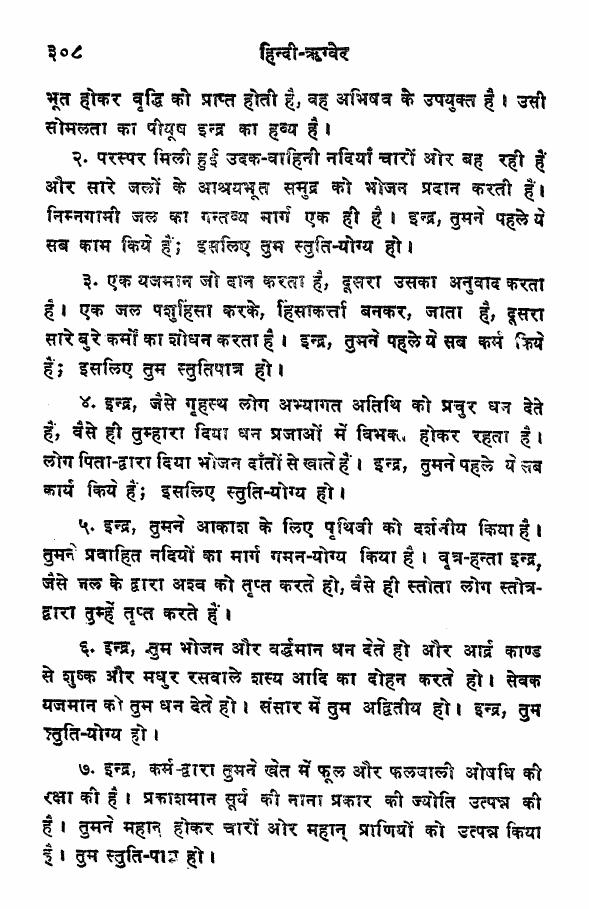 ३०८ हिन्दी-ऋग्वेद
भूत होकर वृद्धि को प्राप्त होती है, वह अभिषव के उपयुक्त है। उसी
सोमलता का पीयूष इन्द्र का हव्य है।
२. परस्पर मिली हुई उदक-वाहिनी नदियाँ चारों ओर बह रही हैं
और सारे जलों के आश्रयभूत समुद्र को भोजन प्रदान करती हैं।
निम्नगामी जल का गन्तव्य मार्ग एक ही है। इन्द्र, तुमने पहले ये
सब काम किये हैं; इसलिए तुम स्तुति-योग्य हो।
३. एक यजमान जो दान करता है, दूसरा उसका अनुवाद करता
है। एक जल पशुहिंसा करके, हिंसाकर्त्ता बनकर, जाता है, दूसरा
सारे बुरे कर्मों का शोधन करता है। इन्द्र, तुमने पहले ये सब कर्म किये
हैं; इसलिए तुम स्तुतिपात्र हो।
४. इन्द्र, जैसे गृहस्थ लोग अभ्यागत अतिथि को प्रचुर धन देते
हैं, वैसे ही तुम्हारा दिया धन प्रजाओं में विभक्त होकर रहता है।
लोग पिता-द्वारा दिया भोजन दाँतों से खाते हैं। इन्द्र, तुमने पहले ये सब
कार्य किये हैं; इसलिए स्तुति-योग्य हो।
५. इन्द्र, तुमने आकाश के लिए पृथिवी को दर्शनीय किया है।
तुमने प्रवाहित नदियों का मार्ग गमन-योग्य किया है। वृत्र-हन्ता इन्द्र,
जैसे जल के द्वारा अश्व को तृप्त करते हो, वैसे ही स्तोता लोग स्तोत्र-
द्वारा तुम्हें तृप्त करते हैं।
६. इन्द्र, तुम भोजन और वर्द्धमान धन देते हो और आर्द्र काण्ड
से शुष्क और मधुर रसवाले शस्य आदि का दोहन करते हो। सेवक
यजमान को तुम धन देते हो। संसार में तुम अद्वितीय हो। इन्द्र, तुम
स्तुति-योग्य हो।
७. इन्द्र, कर्म-द्वारा तुमने खेत में फूल और फलवाली ओषधि की
रक्षा की है। प्रकाशमान सूर्य की नाना प्रकार की ज्योति उत्पन्न की
है। तुमने महान् होकर चारों ओर महान् प्राणियों को उत्पन्न किया
है। तुम स्तुति-पात्र हो।